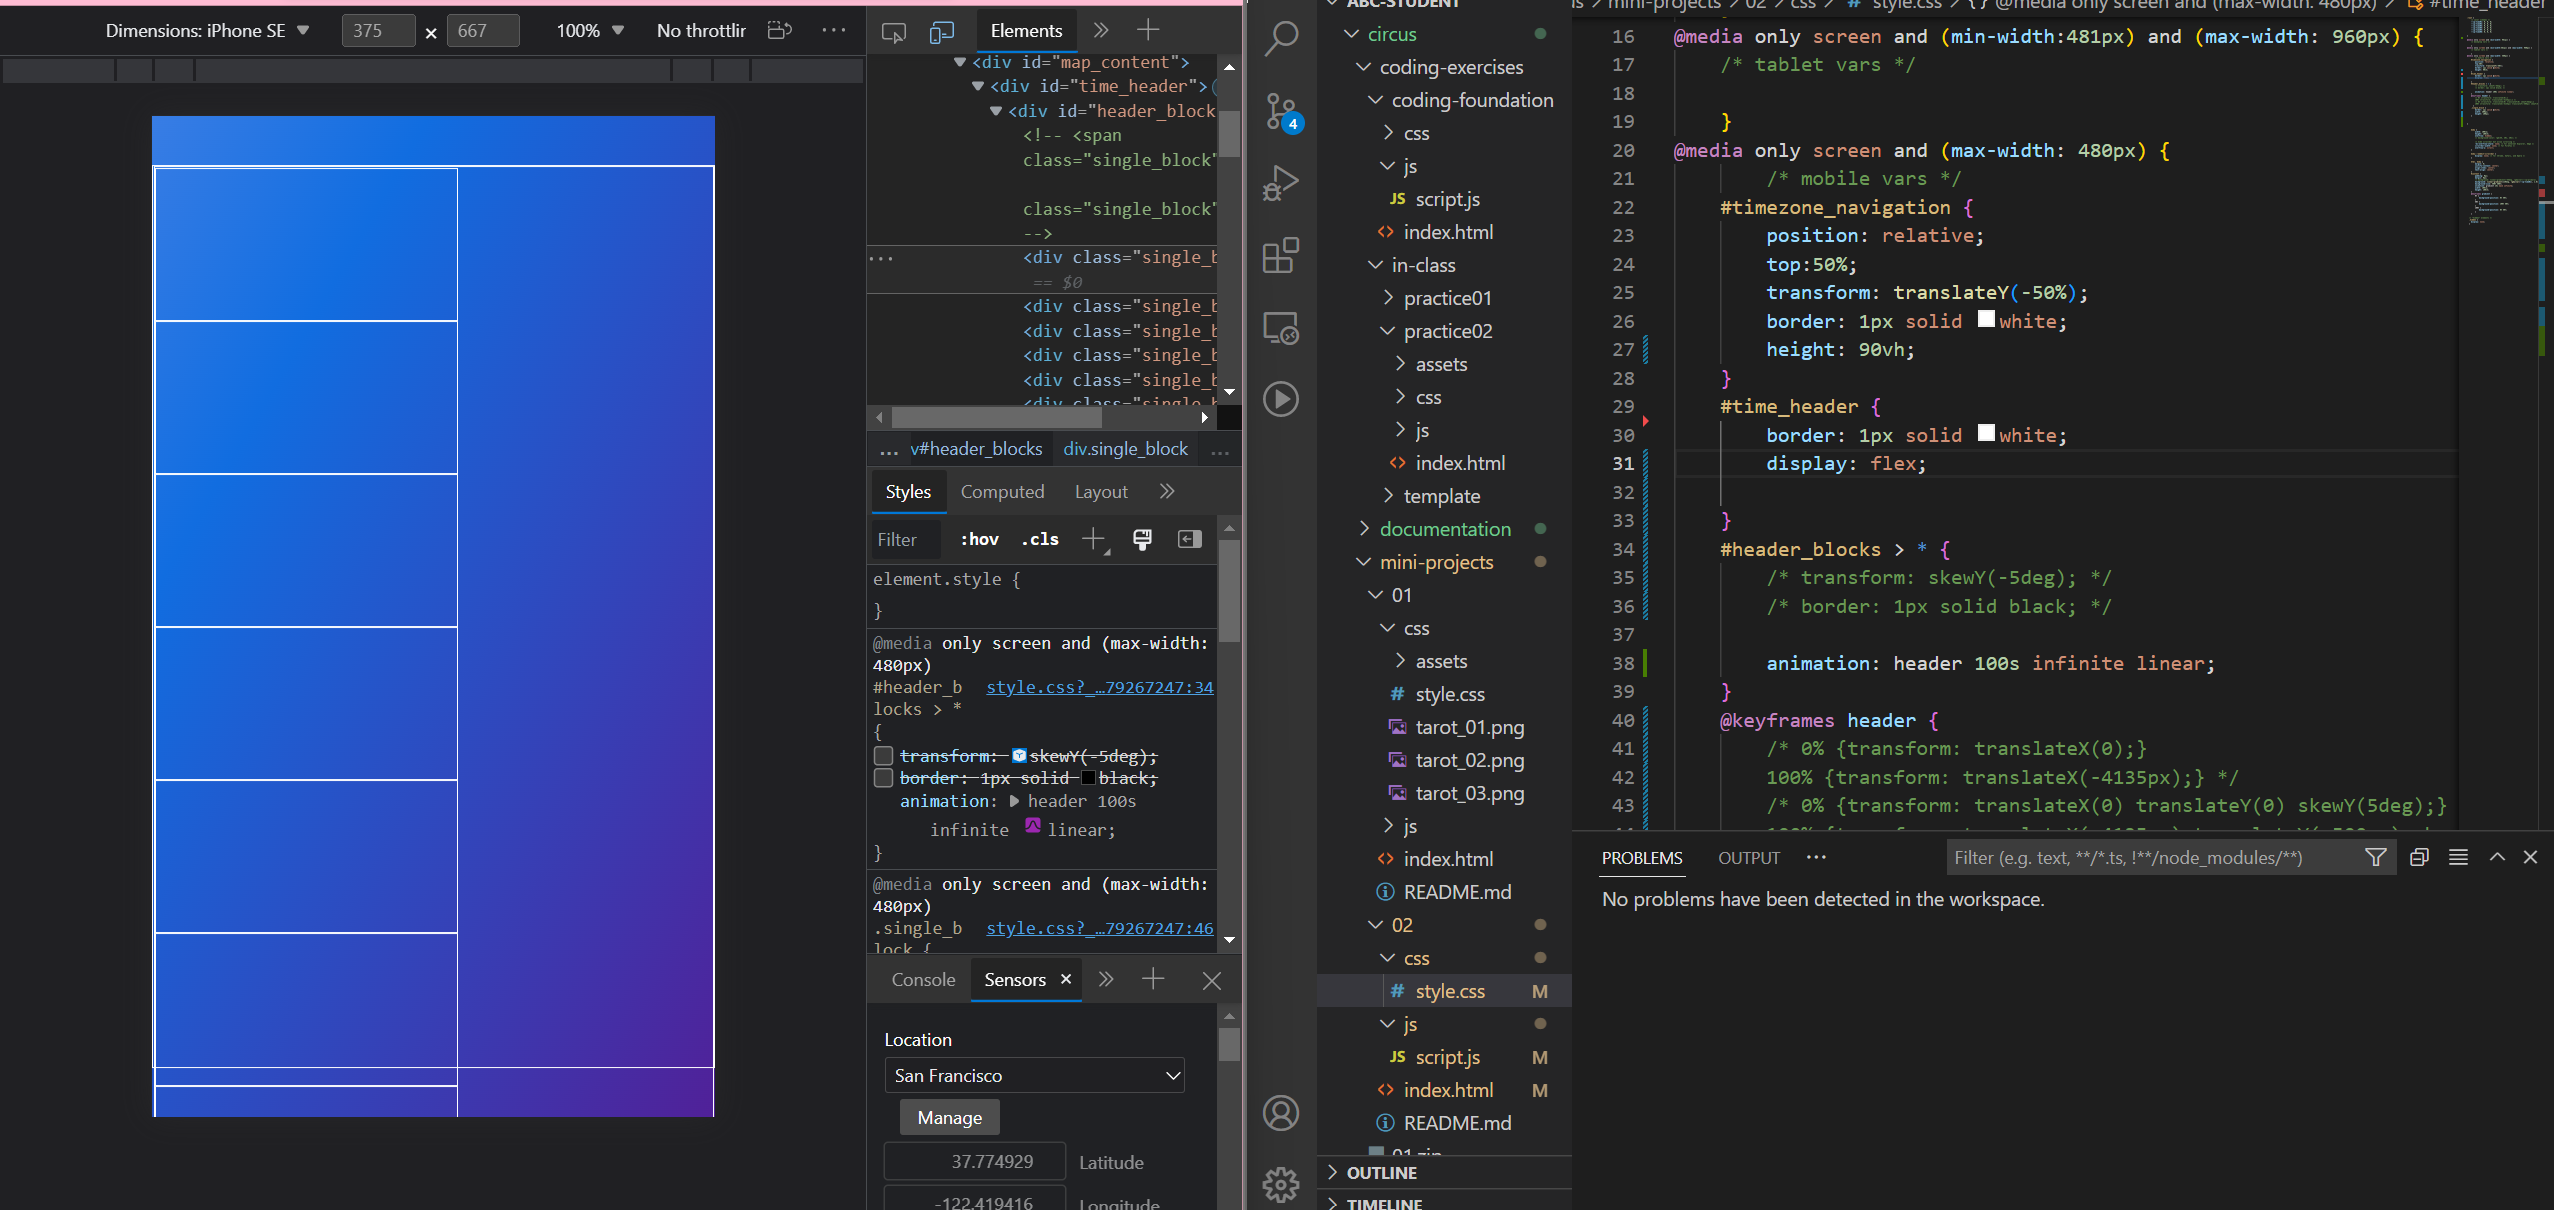 Dimensions: iPhone SE
375
×
667
100%
No throttlir
Elements
<div id="map_content">
<div id="time_header">
<div id="header_block
<!-- <span
class="single_block"
class="single_block"
-->
<div class="single_b
== $0
<div class="single_b
<div class="single_b
<div class="single_b
<div class="single_b
<div class="single_b
... v#header_blocks div.single_block ...
Styles Computed Layout
Filter :hov .cls
element.style {
}
@media only screen and (max-width:
480px)
#header_b style.css?_…79267247:34
locks > *
{
transform: skewY(-5deg);
border: 1px solid black;
animation: header 100s
infinite linear;
}
@media only screen and (max-width:
480px)
.single_b style.css?_…79267247:46
lock {
Console Sensors
Location
San Francisco
Manage
37.774929 Latitude
-122.419416 Longitude
4
ABC-STUDENT
circus
coding-exercises
coding-foundation
css
js
JS script.js
index.html
in-class
practice01
practice02
assets
css
js
index.html
template
documentation
mini-projects
01
css
assets
# style.css
tarot_01.png
tarot_02.png
tarot_03.png
js
index.html
README.md
02
css
# style.css M
js
JS script.js M
index.html M
README.md
01.zip
OUTLINE
TIMELINE
mini-projects > 02 > css > # style.css > {} @media only screen and (max-width: 480px) > #time_header
16 @media only screen and (min-width:481px) and (max-width: 960px) {
17 /* tablet vars */
18
19 }
20 @media only screen and (max-width: 480px) {
21 /* mobile vars */
22 #timezone_navigation {
23 position: relative;
24 top:50%;
25 transform: translateY(-50%);
26 border: 1px solid white;
27 height: 90vh;
28 }
29 #time_header {
30 border: 1px solid white;
31 display: flex;
32
33 }
34 #header_blocks > * {
35 /* transform: skewY(-5deg); */
36 /* border: 1px solid black; */
37
38 animation: header 100s infinite linear;
39 }
40 @keyframes header {
41 /* 0% {transform: translateX(0);}
42 100% {transform: translateX(-4135px);} */
43 /* 0% {transform: translateX(0) translateY(0) skewY(5deg);}
PROBLEMS OUTPUT
Filter (e.g. text, **/*.ts, !**/node_modules/**)
No problems have been detected in the workspace.